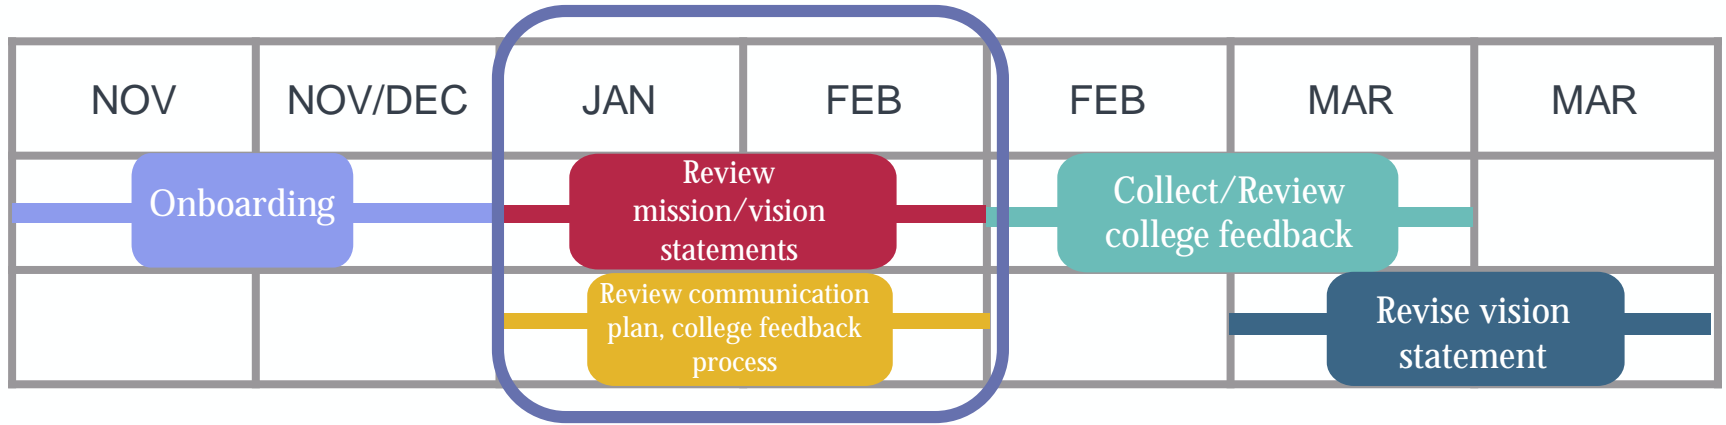 NOV NOV/DEC JAN FEB FEB MAR MAR
Onboarding
Review
mission/vision
statements
Collect/Review
college feedback
Review communication
plan, college feedback
process
Revise vision
statement